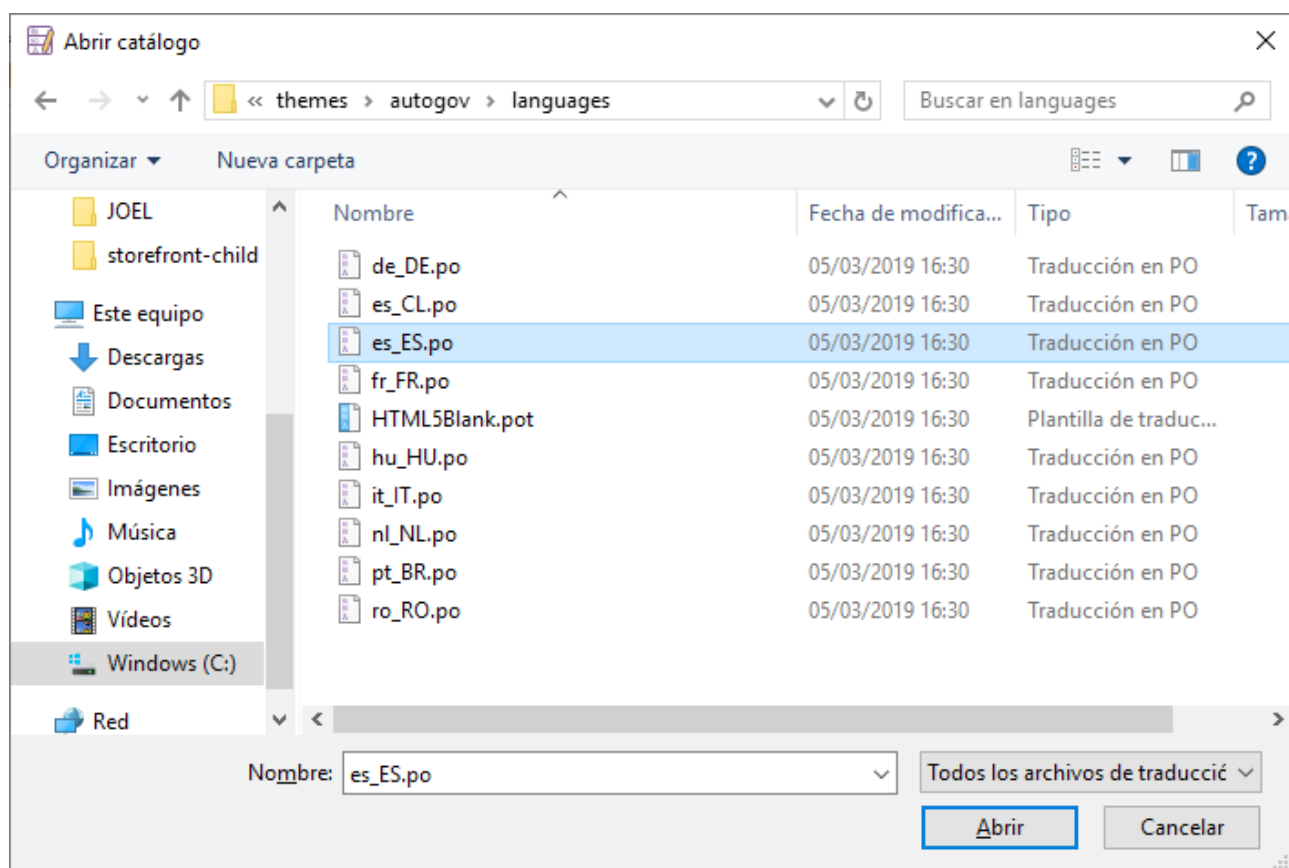 Abrir catálogo
« themes > autogov > languages
Buscar en languages
Organizar
Nueva carpeta
JOEL
storefront-child
Este equipo
Descargas
Documentos
Escritorio
Imágenes
Música
Objetos 3D
Vídeos
Windows (C:)
Red
Nombre Fecha de modifica... Tipo Tam
de_DE.po 05/03/2019 16:30 Traducción en PO
es_CL.po 05/03/2019 16:30 Traducción en PO
es_ES.po 05/03/2019 16:30 Traducción en PO
fr_FR.po 05/03/2019 16:30 Traducción en PO
HTML5Blank.pot 05/03/2019 16:30 Plantilla de traduc...
hu_HU.po 05/03/2019 16:30 Traducción en PO
it_IT.po 05/03/2019 16:30 Traducción en PO
nl_NL.po 05/03/2019 16:30 Traducción en PO
pt_BR.po 05/03/2019 16:30 Traducción en PO
ro_RO.po 05/03/2019 16:30 Traducción en PO
Nombre: es_ES.po
Todos los archivos de traducció
Abrir
Cancelar